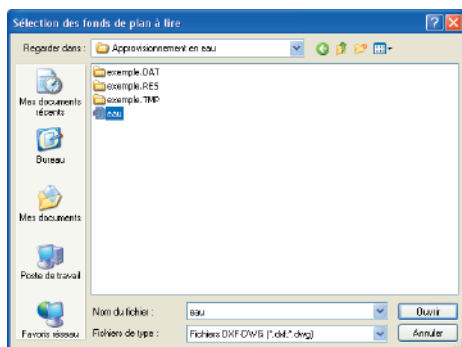 Sélection des fonds de plan à lire
Regarder dans :
Approvisionnement en eau
exemple.DAT
exemple.RES
exemple.TMP
eau
Mes documents
récents
Bureau
Mes documents
Poste de travail
Favoris réseau
Nom du fichier :
eau
Ouvrir
Fichiers de type :
Fichiers DXF-DWG (*.dxf,*.dwg)
Annuler